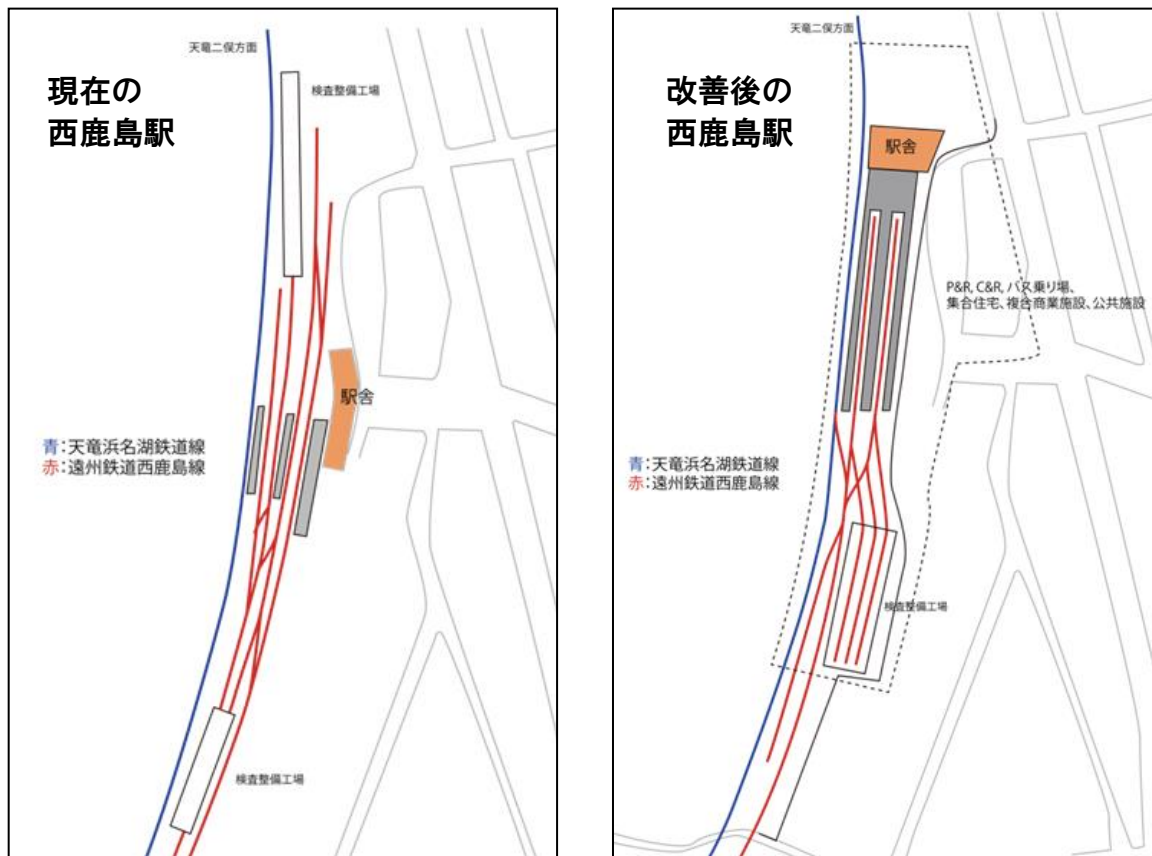 現在の
西鹿島駅
天竜二俣方面
検査整備工場
駅舎
青:天竜浜名湖鉄道線
赤:遠州鉄道西鹿島線
検査整備工場
改善後の
西鹿島駅
天竜二俣方面
駅舎
P&R, C&R, バス乗り場、
集合住宅、複合商業施設、公共施設
青:天竜浜名湖鉄道線
赤:遠州鉄道西鹿島線
検査整備工場